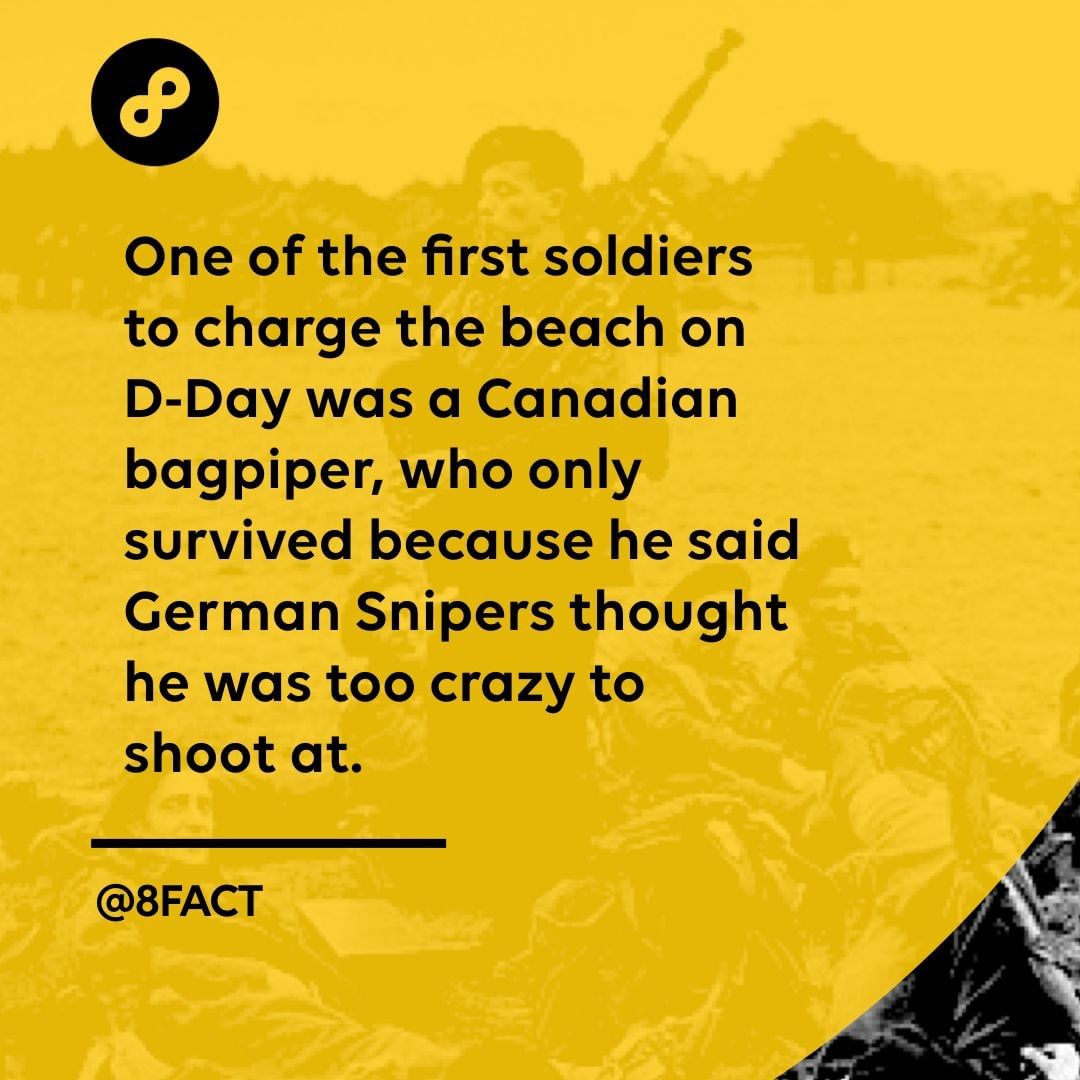 One of the first soldiers
to charge the beach on
D-Day was a Canadian
bagpiper, who only
survived because he said
German Snipers thought
he was too crazy to
shoot at.
@8FACT